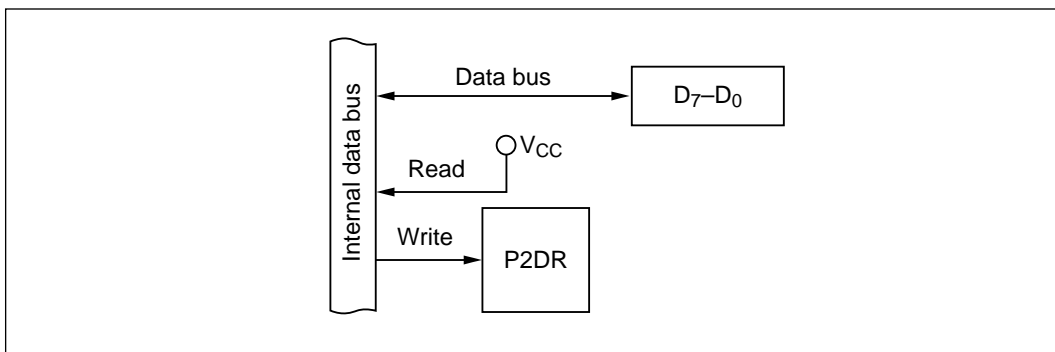 Internal data bus
Data bus
D7–D0
VCC
Read
Write
P2DR